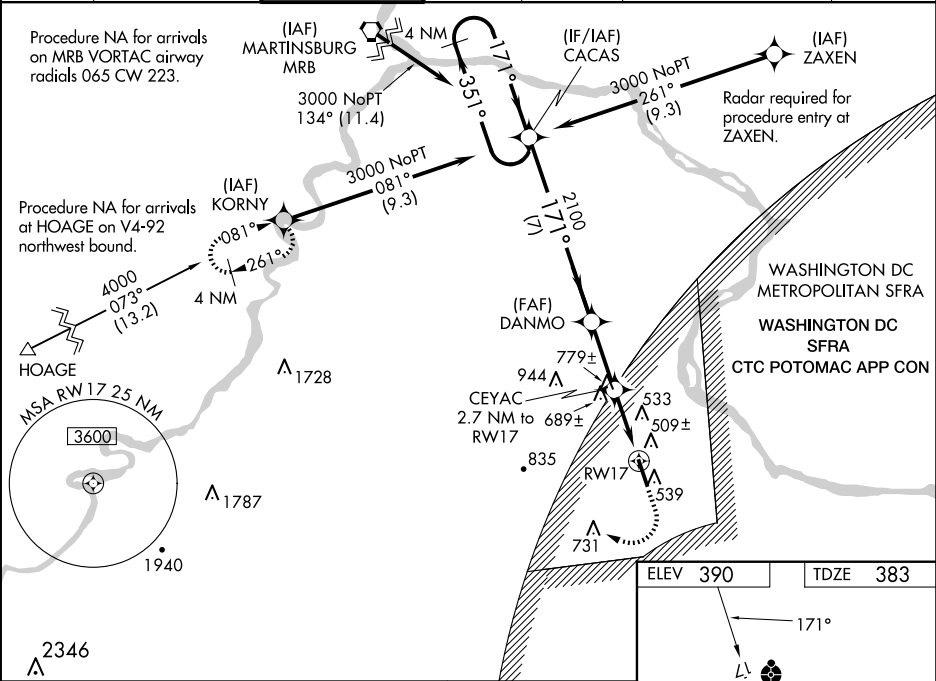 Procedure NA for arrivals
on MRB VORTAC airway
radials 065 CW 223.
(IAF)
MARTINSBURG
MRB
4 NM
171°
351°
(IF/IAF)
CACAS
(IAF)
ZAXEN
3000 NoPT
134° (11.4)
3000 NoPT
261°
(9.3)
Radar required for
procedure entry at
ZAXEN.
3000 NoPT
081°
(9.3)
(IAF)
KORNY
Procedure NA for arrivals
at HOAGE on V4-92
northwest bound.
081°
261°
4 NM
2100
171°
(7)
4000
073°
(13.2)
HOAGE
WASHINGTON DC
METROPOLITAN SFRA
WASHINGTON DC
SFRA
CTC POTOMAC APP CON
(FAF)
DANMO
779±
944
1728
CEYAC
2.7 NM to
RW17
689±
533
509±
MSA RW17 25 NM
3600
835
RW17
539
1787
731
1940
ELEV 390
TDZE 383
171°
17
2346